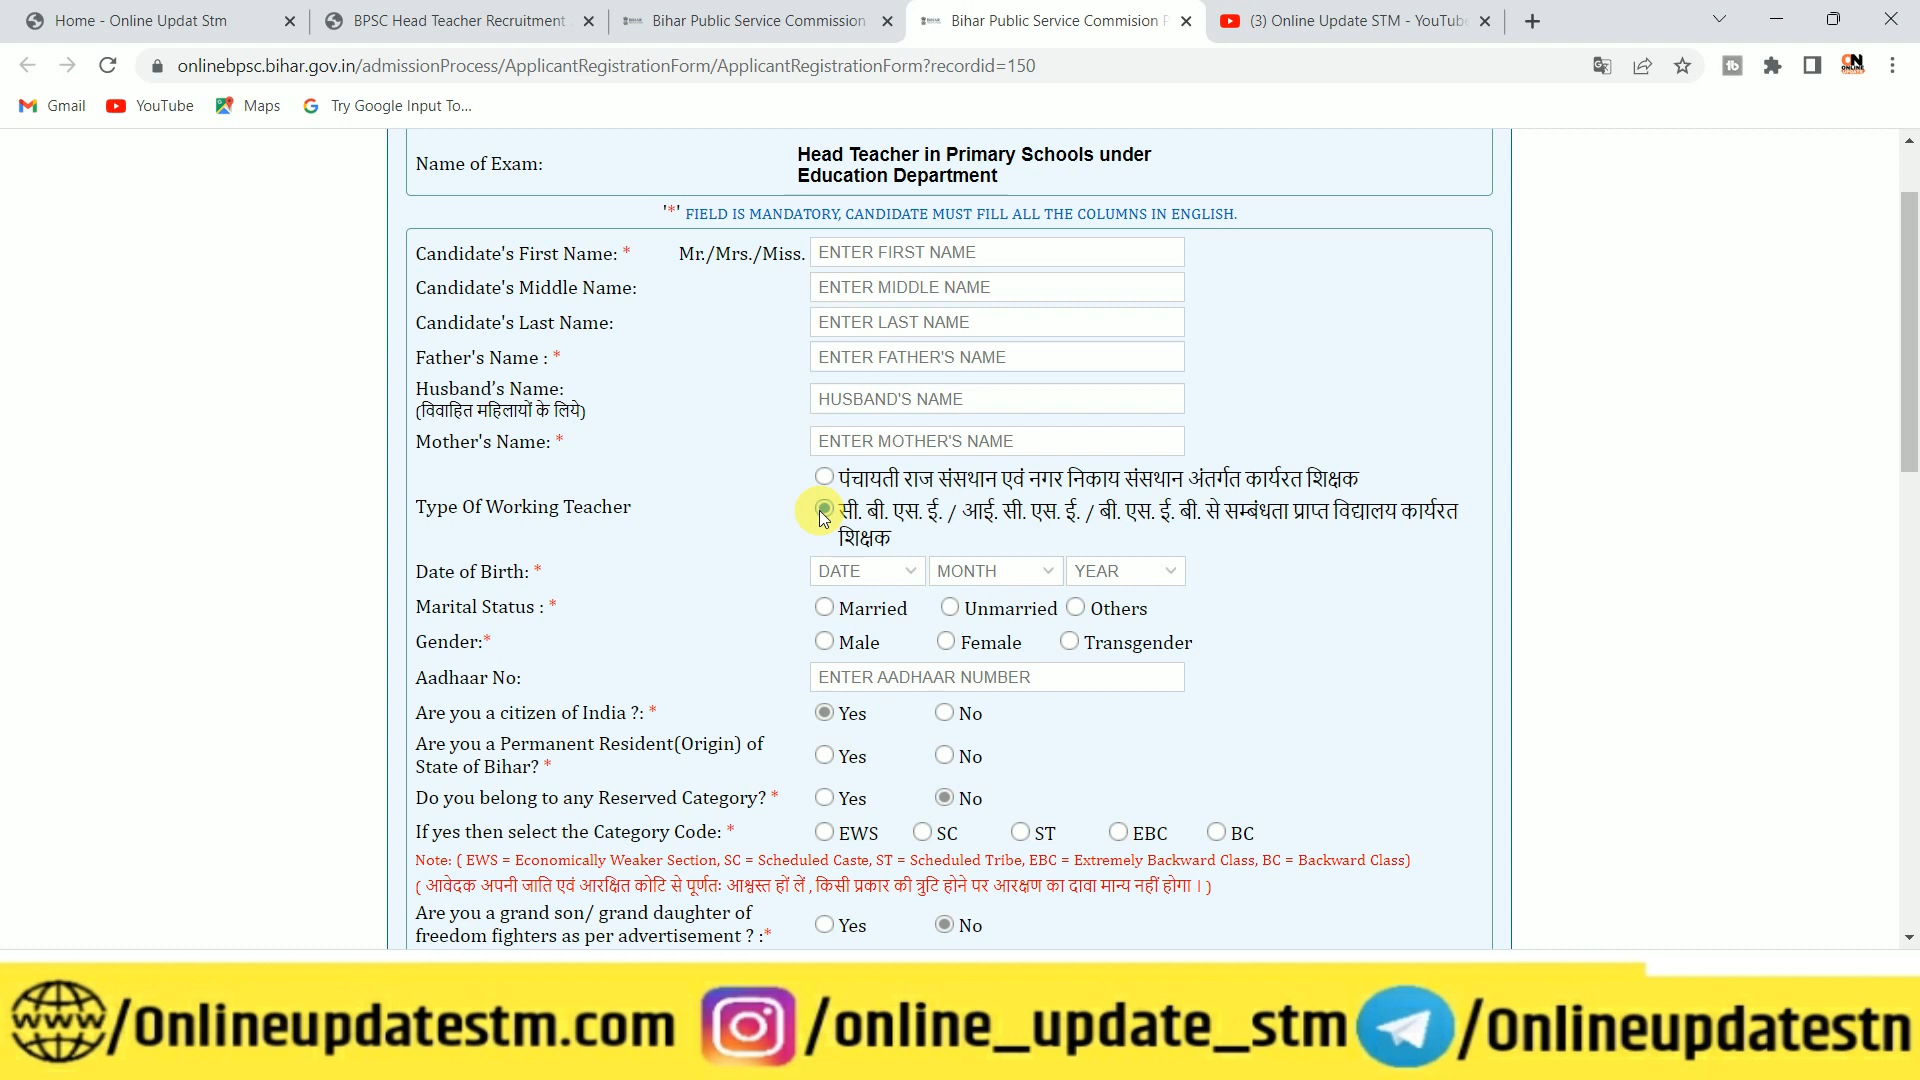 Home - Online Updat Stm
BPSC Head Teacher Recruitment
Bihar Public Service Commission
Bihar Public Service Commision P
(3) Online Update STM - YouTub
onlinebpsc.bihar.gov.in/admissionProcess/ApplicantRegistrationForm/ApplicantRegistrationForm?recordid=150
Gmail YouTube Maps Try Google Input To...
Name of Exam: Head Teacher in Primary Schools under
Education Department
'*' FIELD IS MANDATORY, CANDIDATE MUST FILL ALL THE COLUMNS IN ENGLISH.
Candidate's First Name: * Mr./Mrs./Miss. ENTER FIRST NAME
Candidate's Middle Name: ENTER MIDDLE NAME
Candidate's Last Name: ENTER LAST NAME
Father's Name : * ENTER FATHER'S NAME
Husband's Name: HUSBAND'S NAME
(विवाहित महिलायों के लिये)
Mother's Name: * ENTER MOTHER'S NAME
पंचायती राज संसथान एवं नगर निकाय संसथान अंतर्गत कार्यरत शिक्षक
Type Of Working Teacher सी. बी. एस. ई. / आई. सी. एस. ई. / बी. एस. ई. बी. से सम्बंधता प्राप्त विद्यालय कार्यरत
शिक्षक
Date of Birth: * DATE MONTH YEAR
Marital Status : * Married Unmarried Others
Gender:* Male Female Transgender
Aadhaar No: ENTER AADHAAR NUMBER
Are you a citizen of India ?: * Yes No
Are you a Permanent Resident(Origin) of
State of Bihar? * Yes No
Do you belong to any Reserved Category? * Yes No
If yes then select the Category Code: * EWS SC ST EBC BC
Note: ( EWS = Economically Weaker Section, SC = Scheduled Caste, ST = Scheduled Tribe, EBC = Extremely Backward Class, BC = Backward Class)
( आवेदक अपनी जाति एवं आरक्षित कोटि से पूर्णतः आश्वस्त हों लें , किसी प्रकार की त्रुटि होने पर आरक्षण का दावा मान्य नहीं होगा । )
Are you a grand son/ grand daughter of
freedom fighters as per advertisement ? :* Yes No
www /Onlineupdatestm.com /online_update_stm /Onlineupdatestn